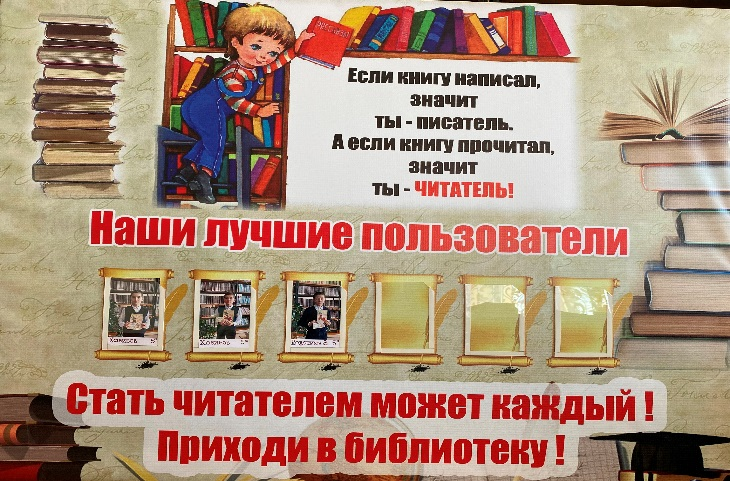 Если книгу написал,
значит
ты - писатель.
А если книгу прочитал,
значит
ты - ЧИТАТЕЛЬ!
Наши лучшие пользователи
Стать читателем может каждый !
Приходи в библиотеку !